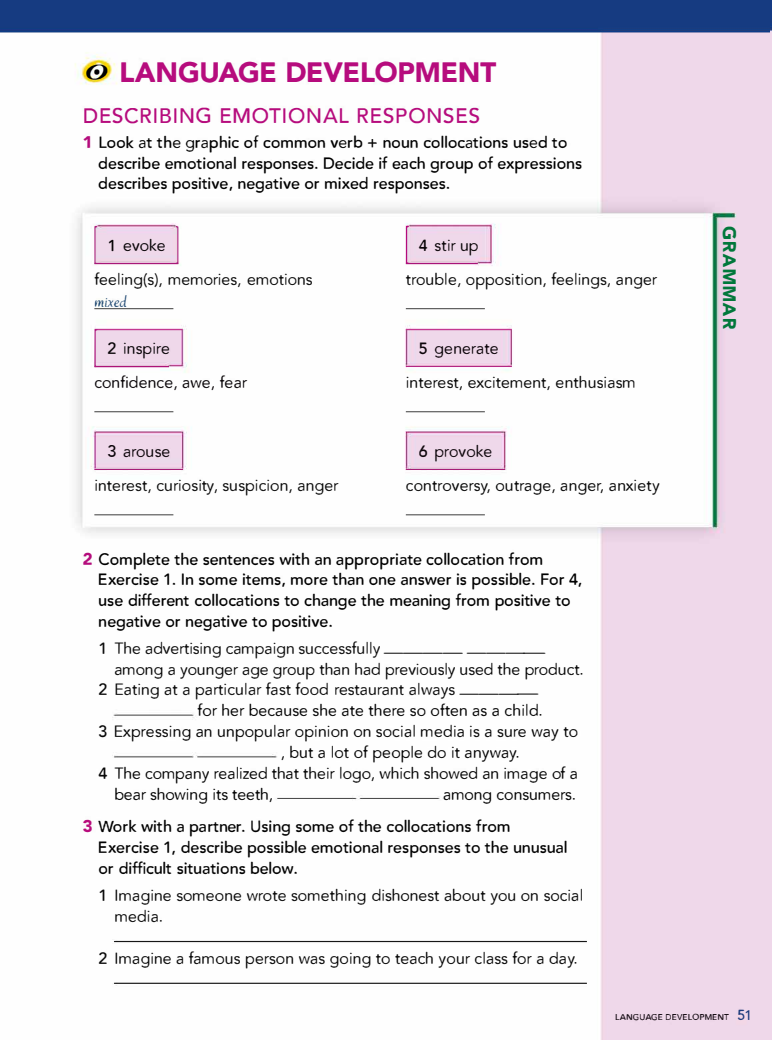 LANGUAGE DEVELOPMENT
DESCRIBING EMOTIONAL RESPONSES
1 Look at the graphic of common verb + noun collocations used to
describe emotional responses. Decide if each group of expressions
describes positive, negative or mixed responses.
GRAMMAR
1 evoke
feeling(s), memories, emotions
mixed
2 inspire
confidence, awe, fear
3 arouse
interest, curiosity, suspicion, anger
4 stir up
trouble, opposition, feelings, anger
5 generate
interest, excitement, enthusiasm
6 provoke
controversy, outrage, anger, anxiety
2 Complete the sentences with an appropriate collocation from
Exercise 1. In some items, more than one answer is possible. For 4,
use different collocations to change the meaning from positive to
negative or negative to positive.
1 The advertising campaign successfully ________ ________
among a younger age group than had previously used the product.
2 Eating at a particular fast food restaurant always ________
________ for her because she ate there so often as a child.
3 Expressing an unpopular opinion on social media is a sure way to
________ ________ , but a lot of people do it anyway.
4 The company realized that their logo, which showed an image of a
bear showing its teeth, ________ ________ among consumers.
3 Work with a partner. Using some of the collocations from
Exercise 1, describe possible emotional responses to the unusual
or difficult situations below.
1 Imagine someone wrote something dishonest about you on social
media.
2 Imagine a famous person was going to teach your class for a day.
LANGUAGE DEVELOPMENT 51